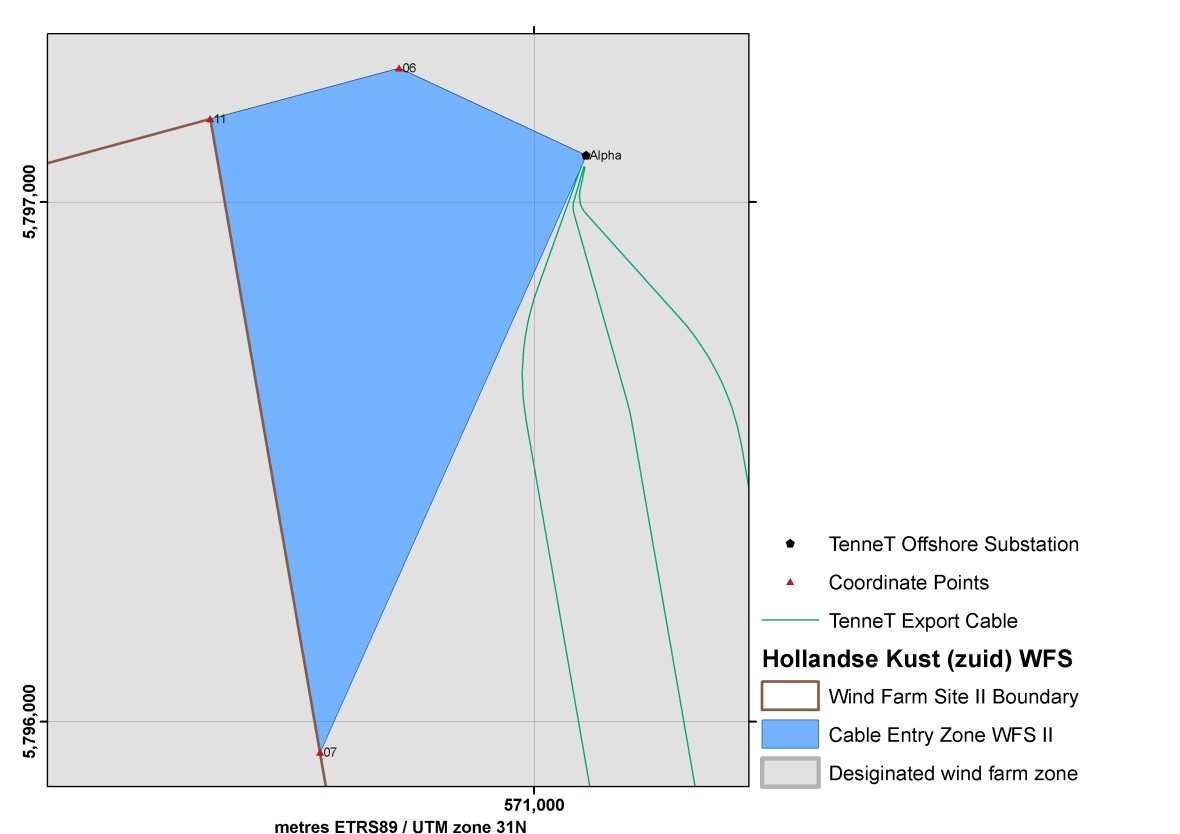 06
11
Alpha
5,797,000
TenneT Offshore Substation
Coordinate Points
TenneT Export Cable
Hollandse Kust (zuid) WFS
Wind Farm Site II Boundary
5,796,000
Cable Entry Zone WFS II
07
Desiginated wind farm zone
571,000
metres ETRS89 / UTM zone 31N